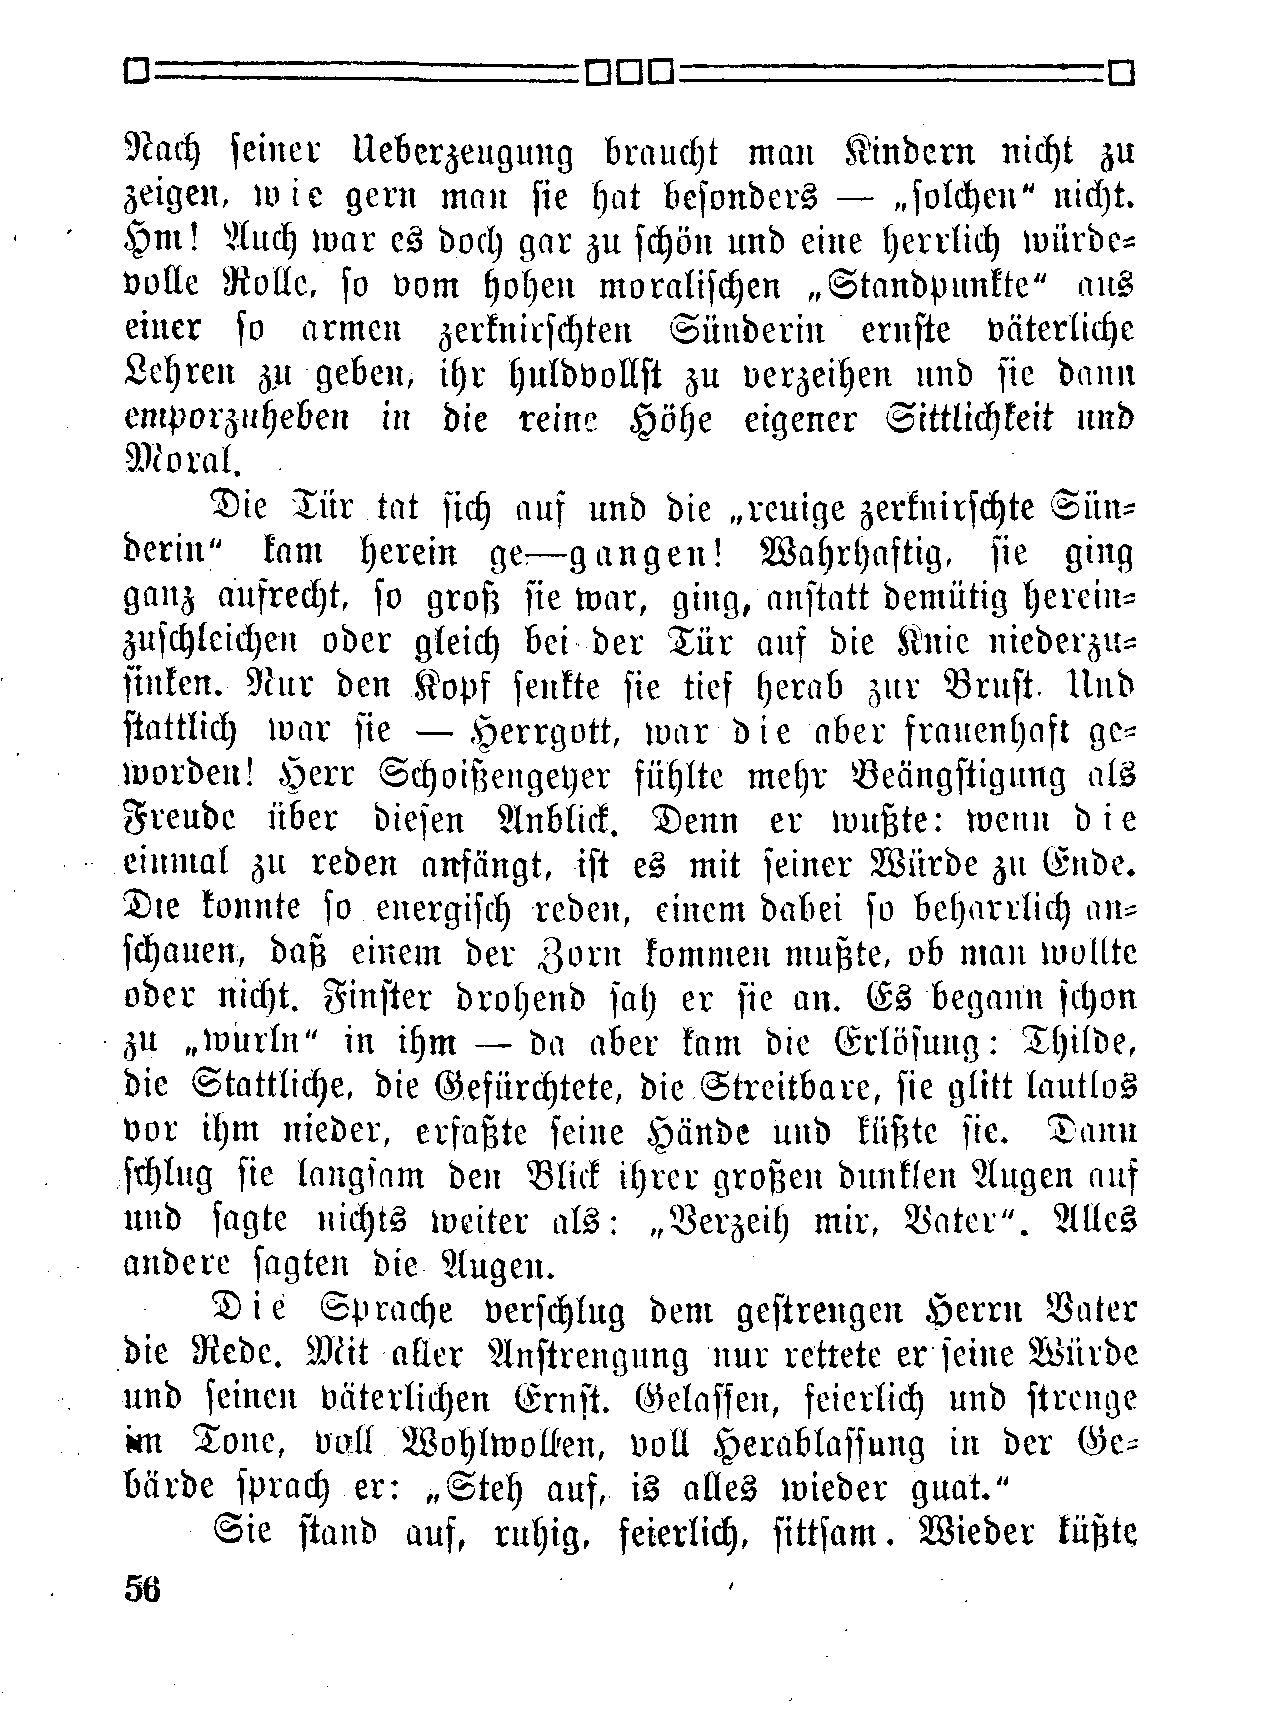 Nach seiner Ueberzeugung braucht man Kindern nicht zu
zeigen, wie gern man sie hat besonders — „solchen“ nicht.
Hm! Auch war es doch gar zu schön und eine herrlich würde-
volle Rolle, so vom hohen moralischen „Standpunkte“ aus
einer so armen zerknirschten Sünderin ernste väterliche
Lehren zu geben, ihr huldvollst zu verzeihen und sie dann
emporzuheben in die reine Höhe eigener Sittlichkeit und
Moral.
Die Tür tat sich auf und die „reuige zerknirschte Sün-
derin“ kam herein ge—gangen! Wahrhaftig, sie ging
ganz aufrecht, so groß sie war, ging, anstatt demütig herein-
zuschleichen oder gleich bei der Tür auf die Knie niederzu-
sinken. Nur den Kopf senkte sie tief herab zur Brust. Und
stattlich war sie — Herrgott, war die aber frauenhaft ge-
worden! Herr Schoißengeyer fühlte mehr Beängstigung als
Freude über diesen Anblick. Denn er wußte: wenn die
einmal zu reden anfängt, ist es mit seiner Würde zu Ende.
Die konnte so energisch reden, einem dabei so beharrlich an-
schauen, daß einem der Zorn kommen mußte, ob man wollte
oder nicht. Finster drohend sah er sie an. Es begann schon
zu „wurln“ in ihm — da aber kam die Erlösung: Thilde,
die Stattliche, die Gefürchtete, die Streitbare, sie glitt lautlos
vor ihm nieder, erfaßte seine Hände und küßte sie. Dann
schlug sie langsam den Blick ihrer großen dunklen Augen auf
und sagte nichts weiter als: „Verzeih mir, Vater“. Alles
andere sagten die Augen.
Die Sprache verschlug dem gestrengen Herrn Vater
die Rede. Mit aller Anstrengung nur rettete er seine Würde
und seinen väterlichen Ernst. Gelassen, feierlich und strenge
im Tone, voll Wohlwollen, voll Herablassung in der Ge-
bärde sprach er: „Steh auf, is alles wieder guat.“
Sie stand auf, ruhig, feierlich, sittsam. Wieder küßte
56